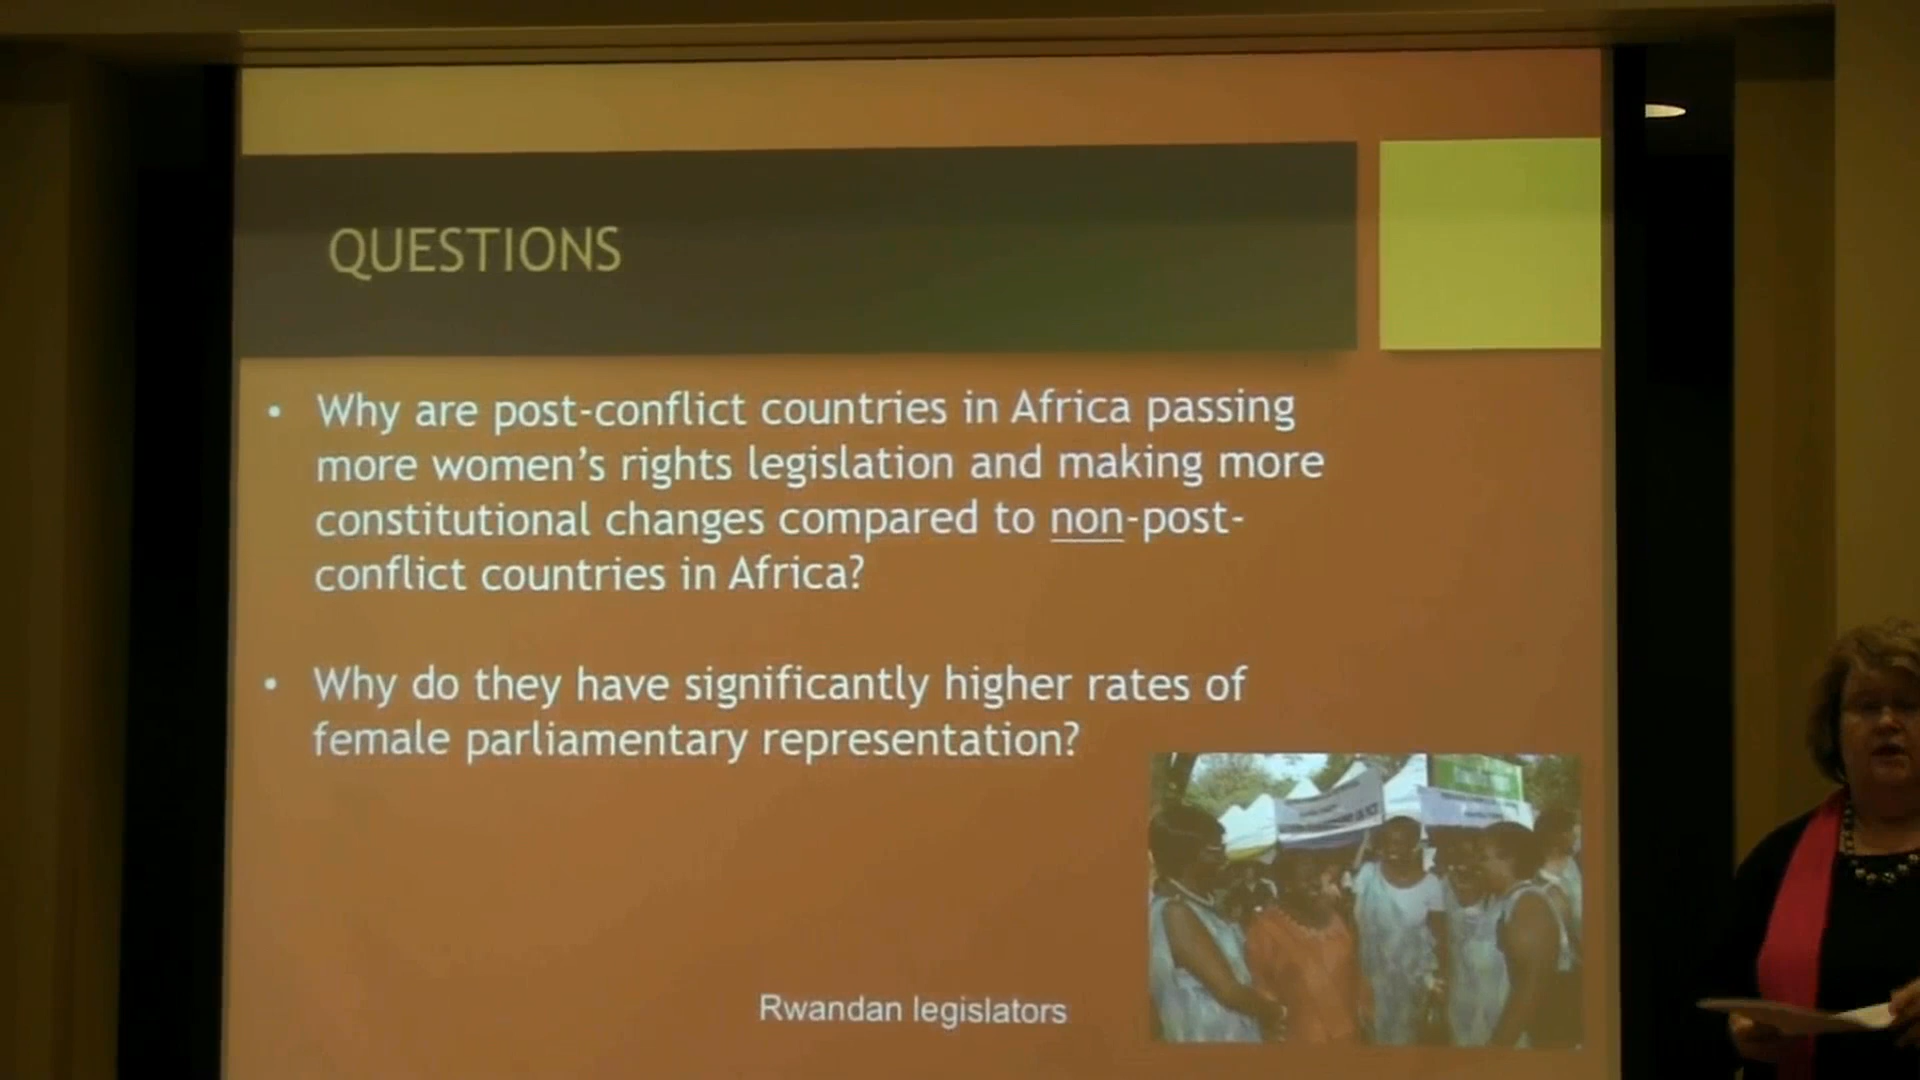 QUESTIONS
• Why are post-conflict countries in Africa passing
more women's rights legislation and making more
constitutional changes compared to non-post-
conflict countries in Africa?
• Why do they have significantly higher rates of
female parliamentary representation?
Rwandan legislators